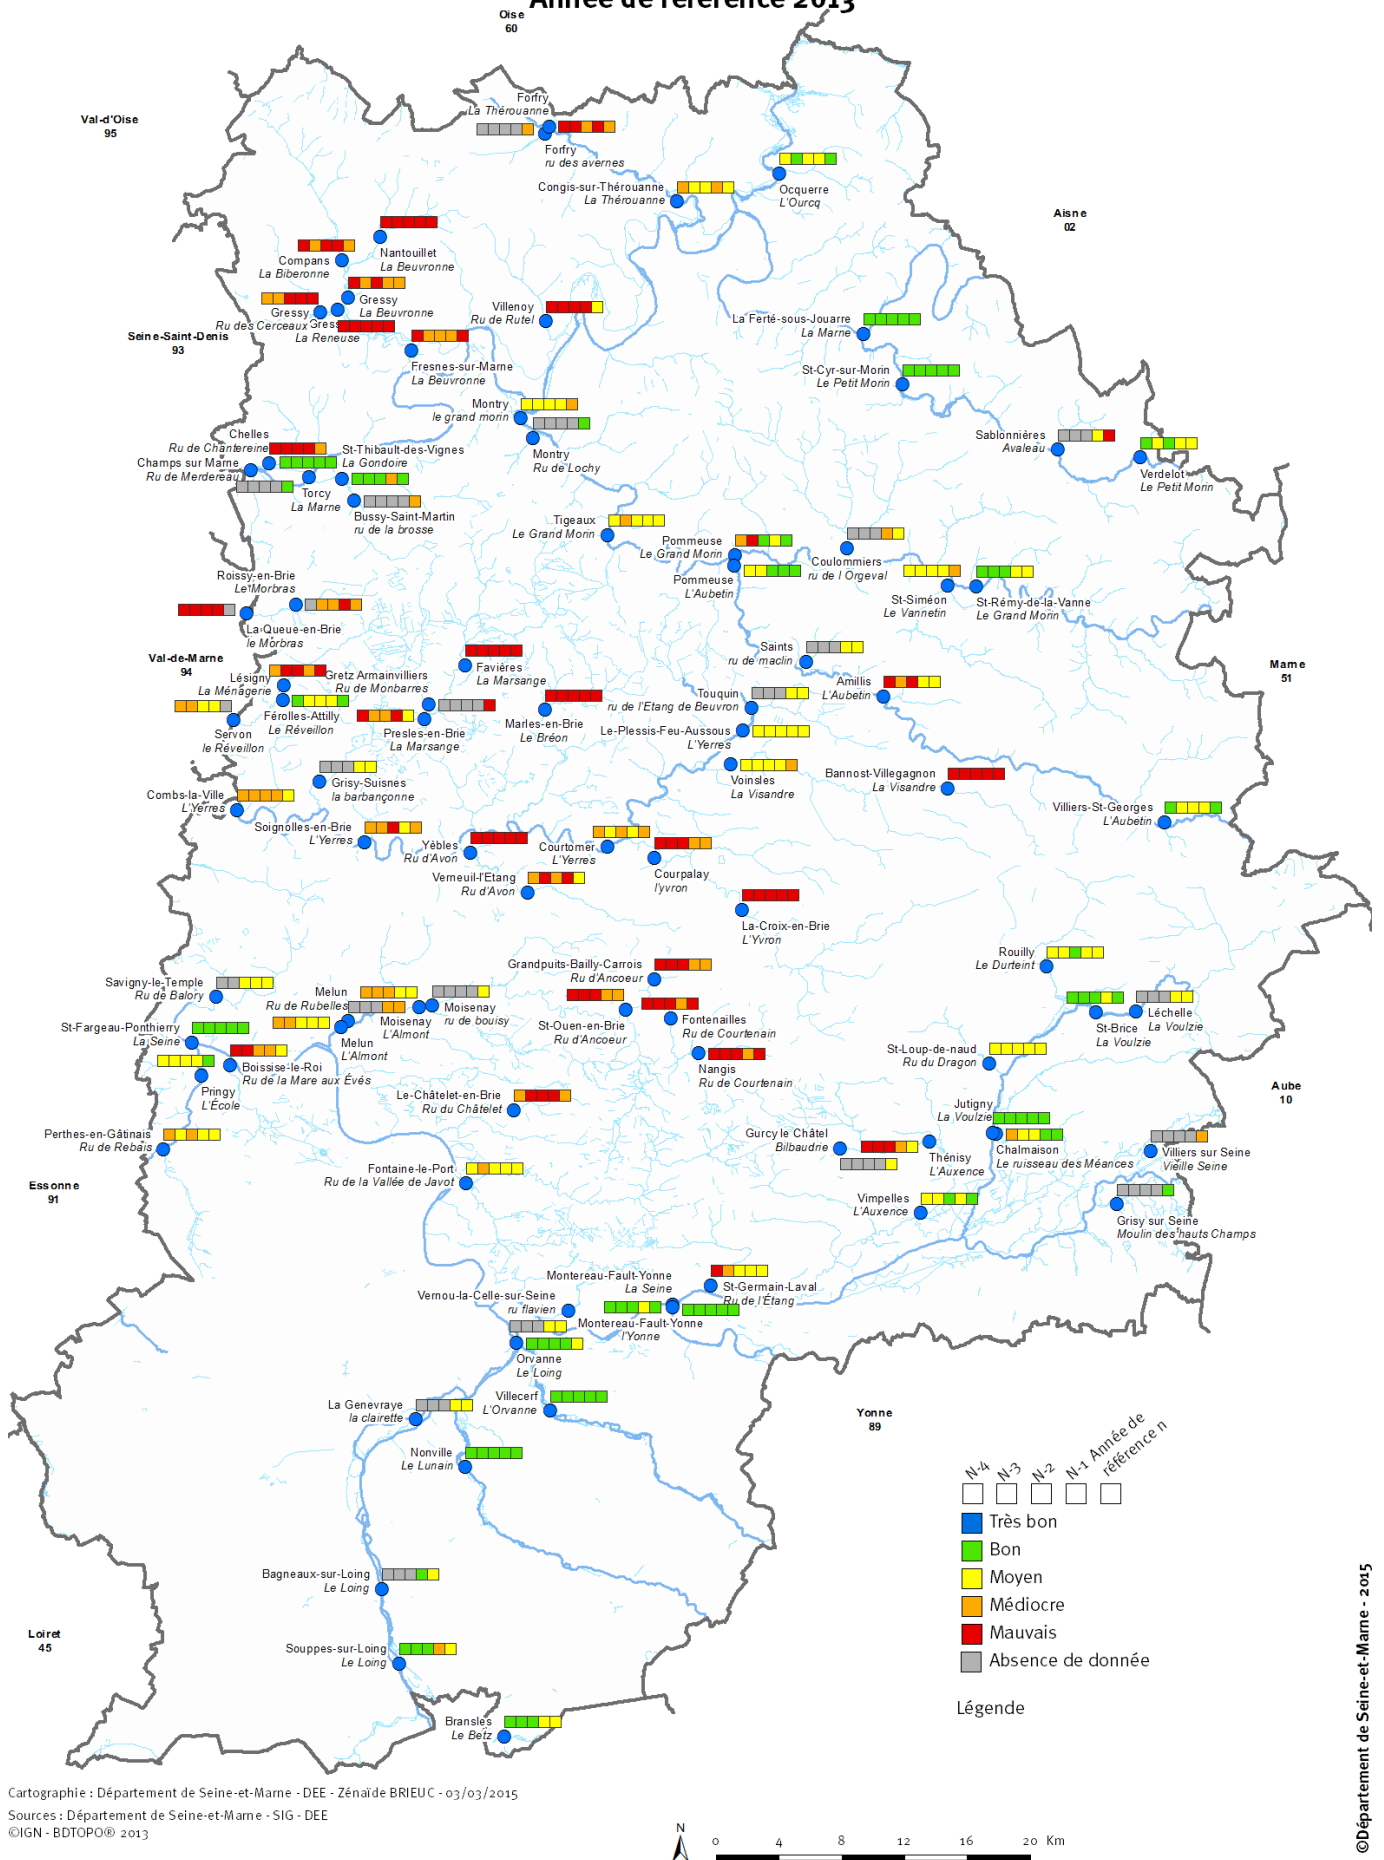 Année de référence 2013
Oise
60
Val-d'Oise
95
Forfry
La Thérouanne
Forfry
ru des avernes
Congis-sur-Thérouanne
La Thérouanne
Ocquerre
L'Ourcq
Aisne
02
Nantouillet
La Beuvronne
Compans
La Biberonne
Gressy
La Beuvronne
Gressy
Ru des Cerceaux
La Reneuse
Villenoy
Ru de Rutel
Seine-Saint-Denis
93
Fresnes-sur-Marne
La Beuvronne
La Ferté-sous-Jouarre
La Marne
St-Cyr-sur-Morin
Le Petit Morin
Montry
le grand morin
Montry
Ru de Lochy
Sablonnières
Avaleau
Verdelot
Le Petit Morin
Chelles
Ru de Chantereine
Champs sur Marne
Ru de Merdereau
St-Thibault-des-Vignes
La Gondoire
Torcy
La Marne
Bussy-Saint-Martin
ru de la brosse
Tigeaux
Le Grand Morin
Pommeuse
Le Grand Morin
Pommeuse
L'Aubetin
Coulommiers
ru de l Orgeval
St-Siméon
Le Vannetin
St-Rémy-de-la-Vanne
Le Grand Morin
Roissy-en-Brie
Le Morbras
La-Queue-en-Brie
le Morbras
Val-de-Marne
94
Lésigny
La Ménagerie
Gretz Armainvilliers
Ru de Monbarres
Favières
La Marsange
Férolles-Attilly
Le Réveillon
Servon
le Réveillon
Presles-en-Brie
La Marsange
Marles-en-Brie
Le Bréon
Saints
ru de maclin
Amillis
L'Aubetin
Touquin
ru de l'Etang de Beuvron
Le-Plessis-Feu-Aussous
L'Yerres
Marne
51
Voinsles
La Visandre
Bannost-Villegagnon
La Visandre
Villiers-St-Georges
L'Aubetin
Grisy-Suisnes
la barbançonne
Combs-la-Ville
L'Yerres
Soignolles-en-Brie
L'Yerres
Yèbles
Ru d'Avon
Courtomer
L'Yerres
Courpalay
l'yvron
Verneuil-l'Etang
Ru d'Avon
La-Croix-en-Brie
L'Yvron
Rouilly
Le Durteint
Grandpuits-Bailly-Carrois
Ru d'Ancoeur
Savigny-le-Temple
Ru de Balory
Melun
Ru de Rubelles
Moisenay
ru de bouisy
Moisenay
L'Almont
Melun
L'Almont
St-Ouen-en-Brie
Ru d'Ancoeur
Fontenailles
Ru de Courtenain
Nangis
Ru de Courtenain
Léchelle
La Voulzie
St-Brice
La Voulzie
St-Fargeau-Ponthierry
La Seine
Boissise-le-Roi
Ru de la Mare aux Évés
Pringy
L'École
St-Loup-de-naud
Ru du Dragon
Le-Châtelet-en-Brie
Ru du Châtelet
Jutigny
La Voulzie
Aube
10
Perthes-en-Gâtinais
Ru de Rebais
Gurcy le Châtel
Bilbaudrie
Thénisy
L'Auxence
Chalmaison
Le ruisseau des Méances
Villiers sur Seine
Vieille Seine
Fontaine-le-Port
Ru de la Vallée de Javot
Essonne
91
Vimpelles
L'Auxence
Grisy sur Seine
Moulin des hauts Champs
Montereau-Fault-Yonne
La Seine
St-Germain-Laval
Ru de l'Étang
Vernou-la-Celle-sur-Seine
ru flavien
Montereau-Fault-Yonne
l'Yonne
Orvanne
Le Loing
La Genevraye
la clairette
Villecerf
L'Orvanne
Nonville
Le Lunain
Yonne
89
N-4
N-3
N-2
N-1
Année de
référence n
Très bon
Bon
Moyen
Médiocre
Mauvais
Absence de donnée
Légende
Bagneaux-sur-Loing
Le Loing
Souppes-sur-Loing
Le Loing
Loiret
45
Bransles
Le Betz
Cartographie : Département de Seine-et-Marne - DEE - Zénaïde BRIEUC - 03/03/2015
Sources : Département de Seine-et-Marne - SIG - DEE
©IGN - BDTOPO® 2013
N
0 4 8 12 16 20 Km
©Département de Seine-et-Marne - 2015